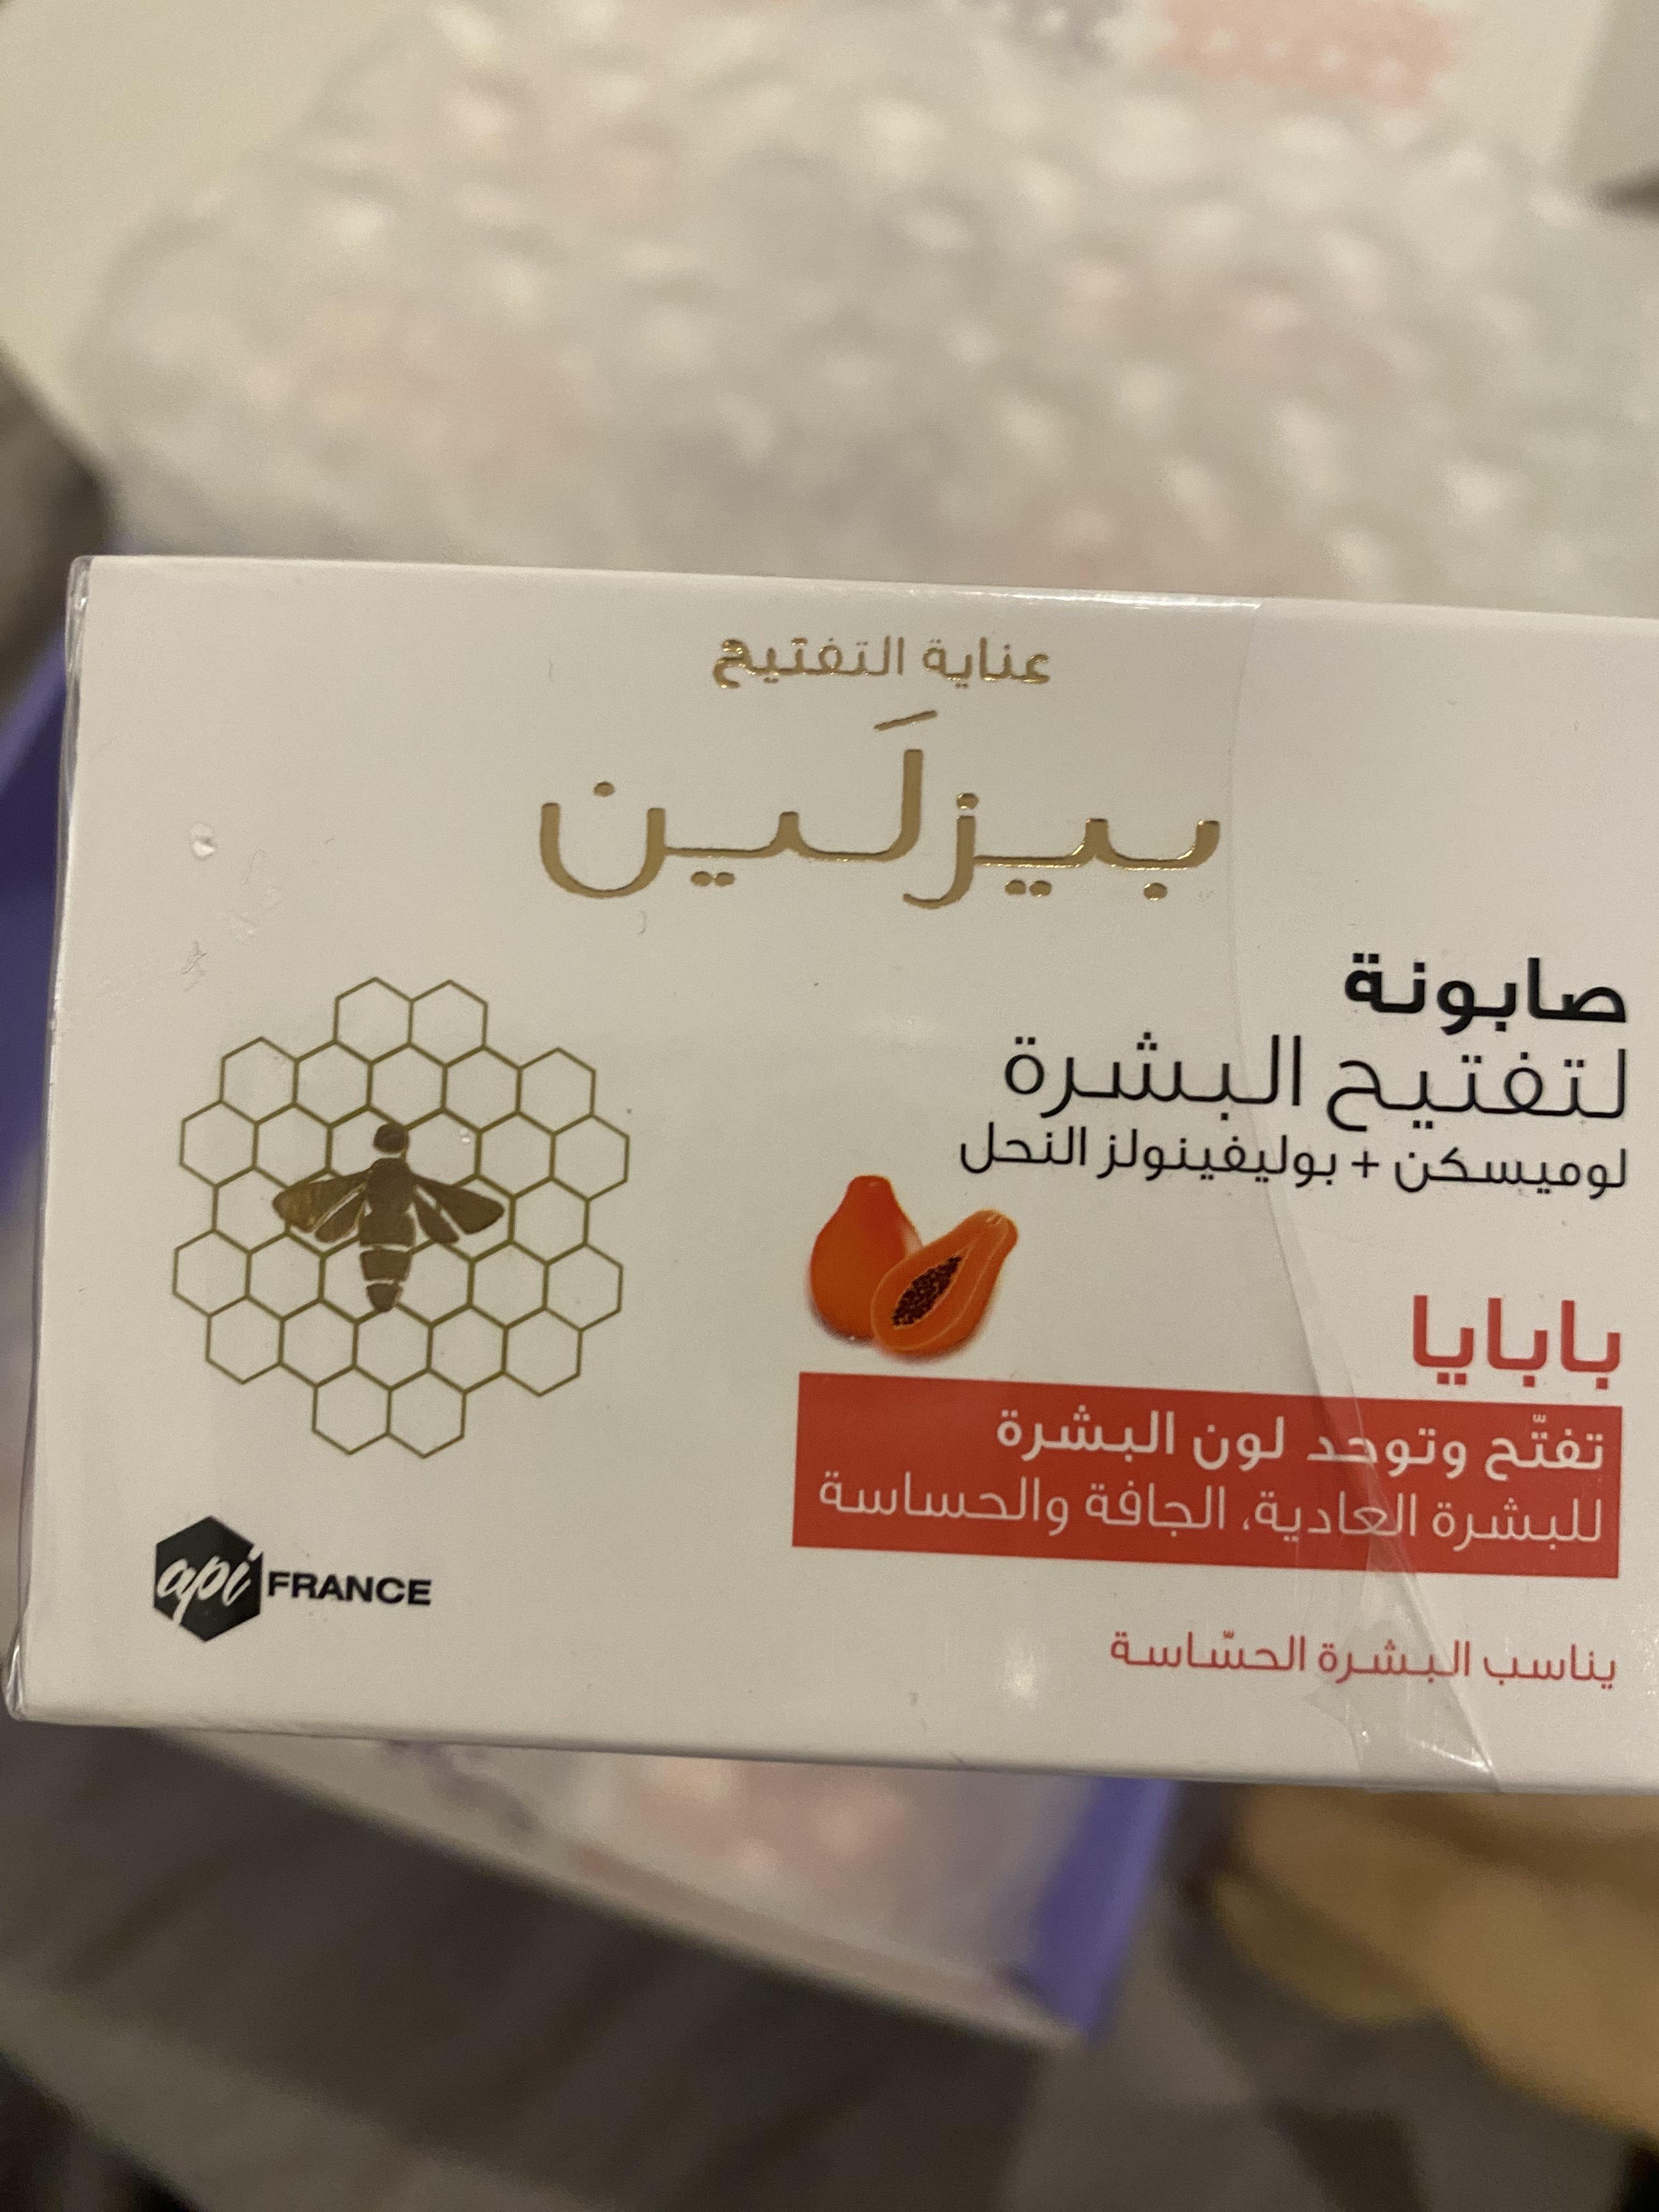 عناية التفتيح
بيزلَين
صابونة
لتفتيح البشرة
لوميسكن + بوليفينولز النحل
بابايا
تفتّح وتوحد لون البشرة
للبشرة العادية، الجافة والحساسة
api FRANCE
يناسب البشرة الحسّاسة